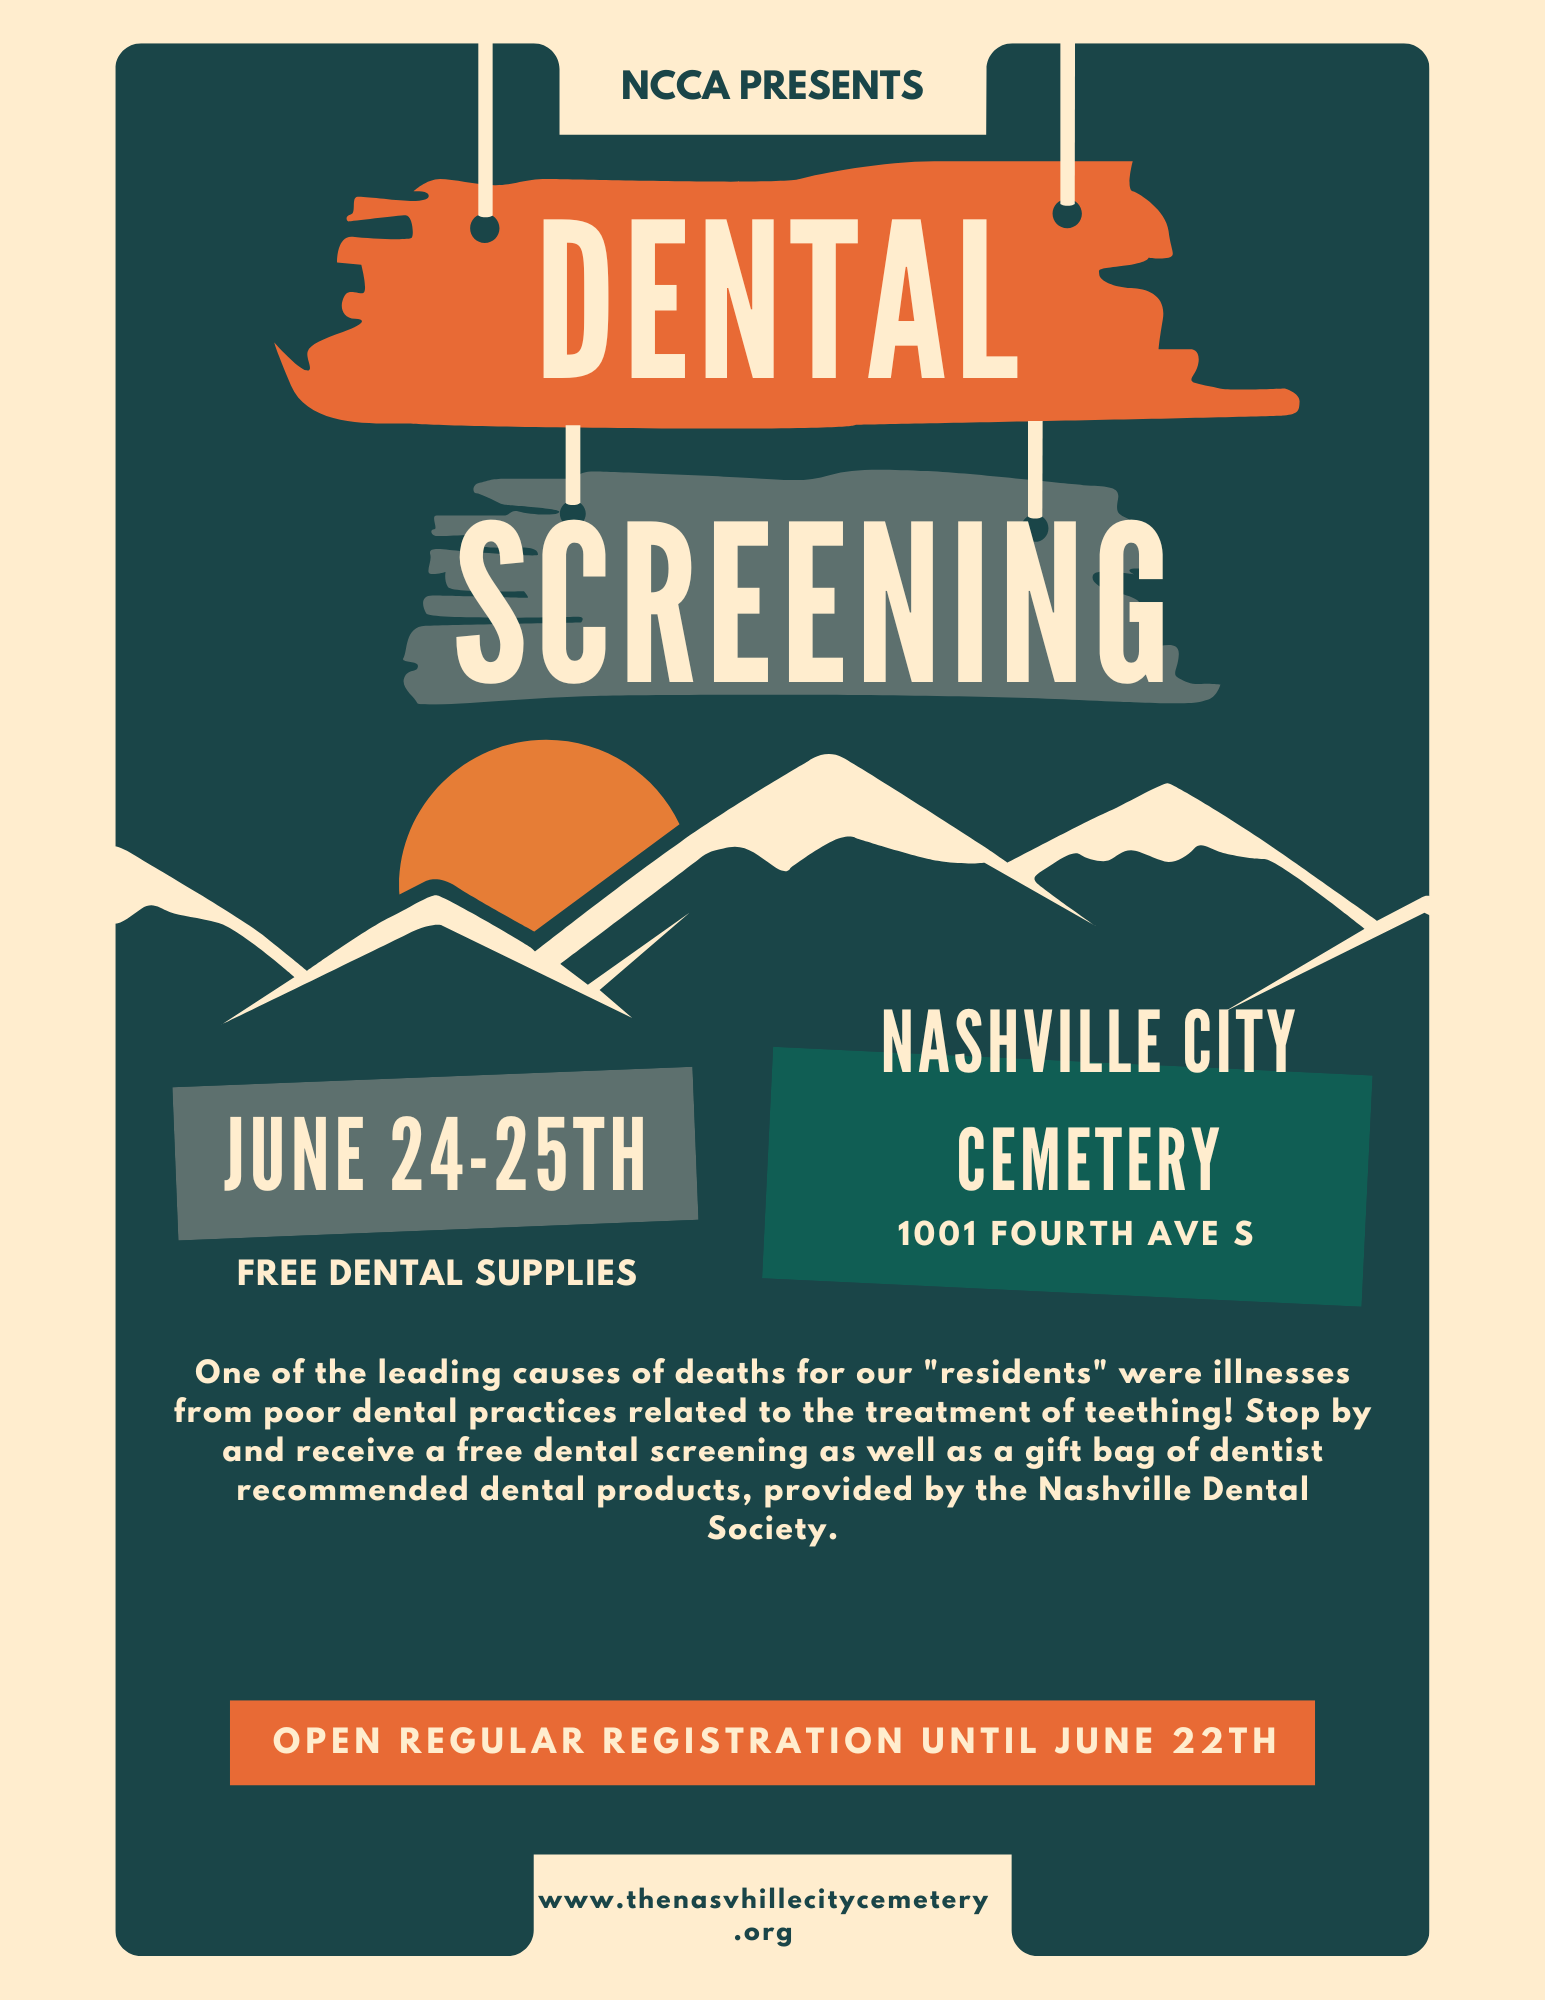 NCCA PRESENTS
DENTAL
SCREENING
JUNE 24-25TH
FREE DENTAL SUPPLIES
NASHVILLE CITY
CEMETERY
1001 FOURTH AVE S
One of the leading causes of deaths for our "residents" were illnesses
from poor dental practices related to the treatment of teething! Stop by
and receive a free dental screening as well as a gift bag of dentist
recommended dental products, provided by the Nashville Dental
Society.
OPEN REGULAR REGISTRATION UNTIL JUNE 22TH
www.thenasvhillecitycemetery
.org